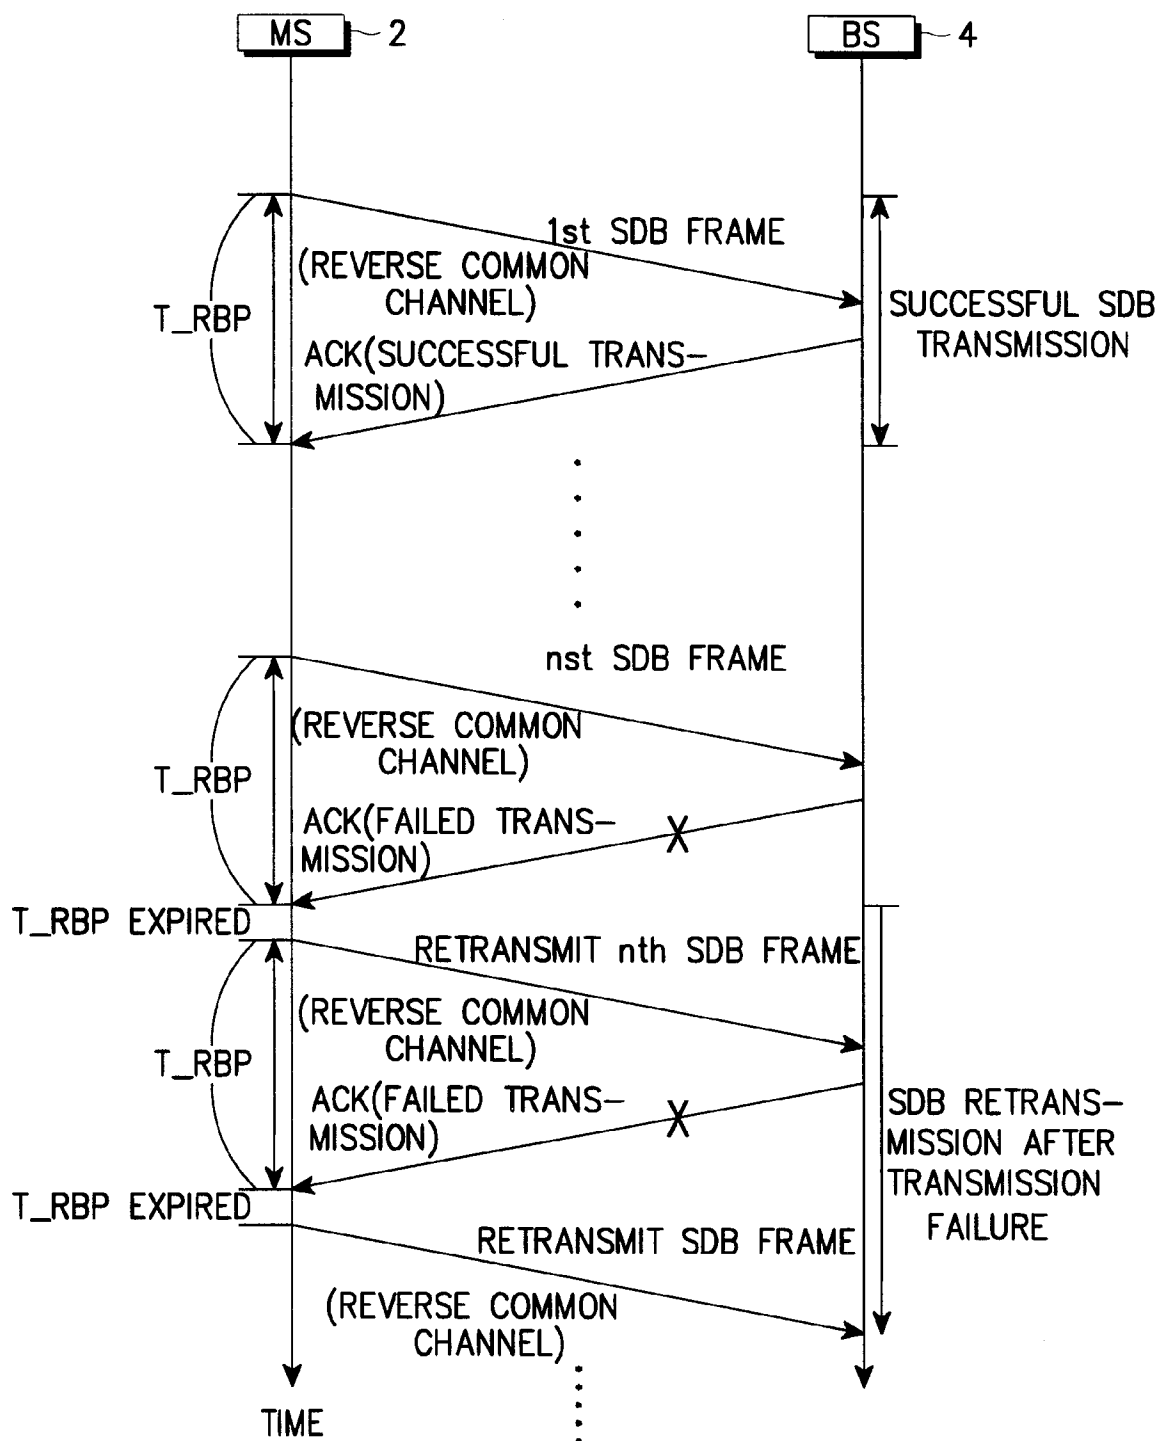 MS 2
BS 4
1st SDB FRAME
(REVERSE COMMON
CHANNEL)
T_RBP
SUCCESSFUL SDB
TRANSMISSION
ACK(SUCCESSFUL TRANS-
MISSION)
nst SDB FRAME
(REVERSE COMMON
CHANNEL)
T_RBP
ACK(FAILED TRANS-
MISSION)
X
T_RBP EXPIRED
RETRANSMIT nth SDB FRAME
(REVERSE COMMON
CHANNEL)
T_RBP
ACK(FAILED TRANS-
MISSION)
X
SDB RETRANS-
MISSION AFTER
TRANSMISSION
FAILURE
T_RBP EXPIRED
RETRANSMIT SDB FRAME
(REVERSE COMMON
CHANNEL)
TIME